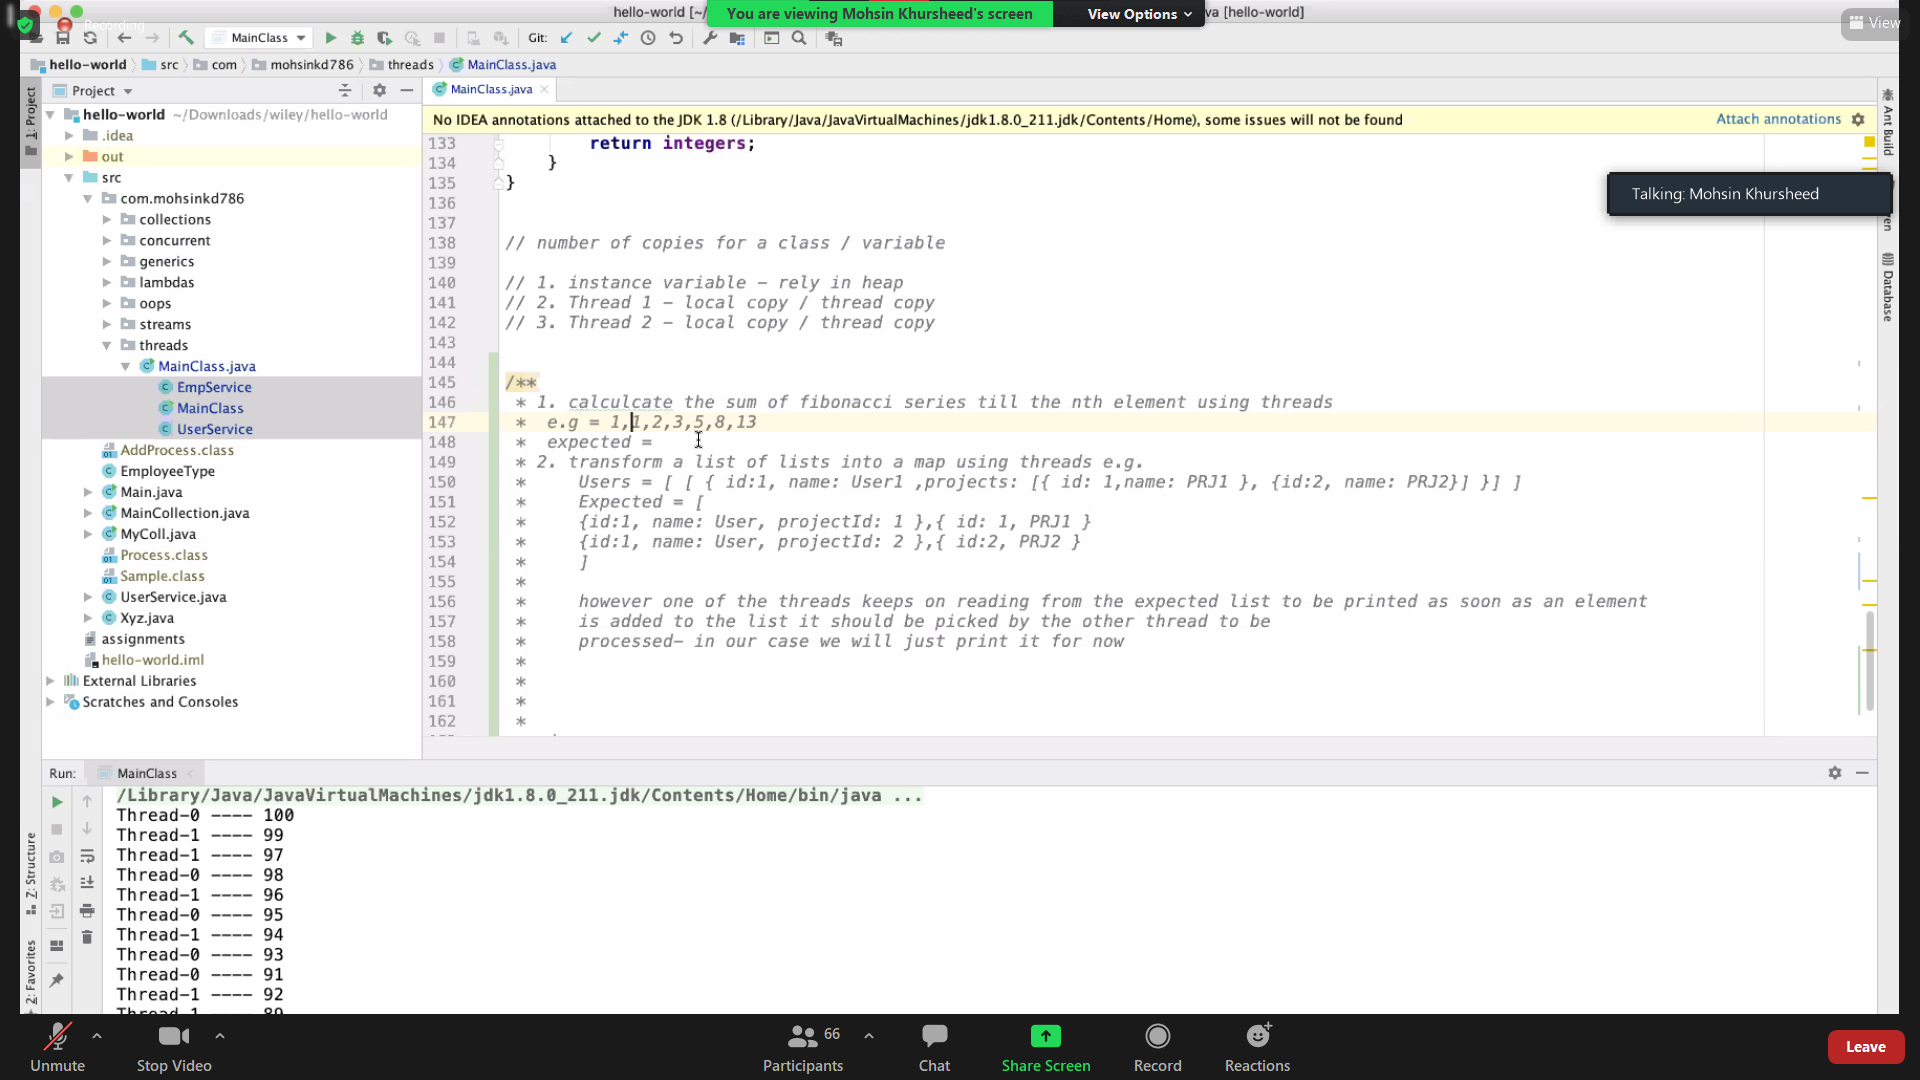 hello-world [~/
You are viewing Mohsin Khursheed's screen
View Options
va [hello-world]
Recording
View
MainClass
Git:
hello-world
src
com
mohsinkd786
threads
MainClass.java
1: Project
Project
MainClass.java
hello-world ~/Downloads/wiley/hello-world
.idea
out
src
com.mohsinkd786
collections
concurrent
generics
lambdas
oops
streams
threads
MainClass.java
EmpService
MainClass
UserService
AddProcess.class
EmployeeType
Main.java
MainCollection.java
MyColl.java
Process.class
Sample.class
UserService.java
Xyz.java
assignments
hello-world.iml
External Libraries
Scratches and Consoles
No IDEA annotations attached to the JDK 1.8 (/Library/Java/JavaVirtualMachines/jdk1.8.0_211.jdk/Contents/Home), some issues will not be found
Attach annotations
Ant Build
Talking: Mohsin Khursheed
ven
Database
133 return integers;
134 }
135 }
136
137
138 // number of copies for a class / variable
139
140 // 1. instance variable – rely in heap
141 // 2. Thread 1 – local copy / thread copy
142 // 3. Thread 2 – local copy / thread copy
143
144
145 /**
146 * 1. calculcate the sum of fibonacci series till the nth element using threads
147 * e.g = 1,1,2,3,5,8,13
148 * expected =
149 * 2. transform a list of lists into a map using threads e.g.
150 * Users = [ [ { id:1, name: User1 ,projects: [{ id: 1,name: PRJ1 }, {id:2, name: PRJ2}] }] ]
151 * Expected = [
152 * {id:1, name: User, projectId: 1 },{ id: 1, PRJ1 }
153 * {id:1, name: User, projectId: 2 },{ id:2, PRJ2 }
154 * ]
155 *
156 * however one of the threads keeps on reading from the expected list to be printed as soon as an element
157 * is added to the list it should be picked by the other thread to be
158 * processed– in our case we will just print it for now
159 *
160 *
161 *
162 *
Run:
MainClass
/Library/Java/JavaVirtualMachines/jdk1.8.0_211.jdk/Contents/Home/bin/java ...
Thread-0 ---- 100
Thread-1 ---- 99
Thread-1 ---- 97
Thread-0 ---- 98
Thread-1 ---- 96
Thread-0 ---- 95
Thread-1 ---- 94
Thread-0 ---- 93
Thread-0 ---- 91
Thread-1 ---- 92
Z: Structure
2: Favorites
Unmute
Stop Video
Participants
66
Chat
Share Screen
Record
Reactions
Leave